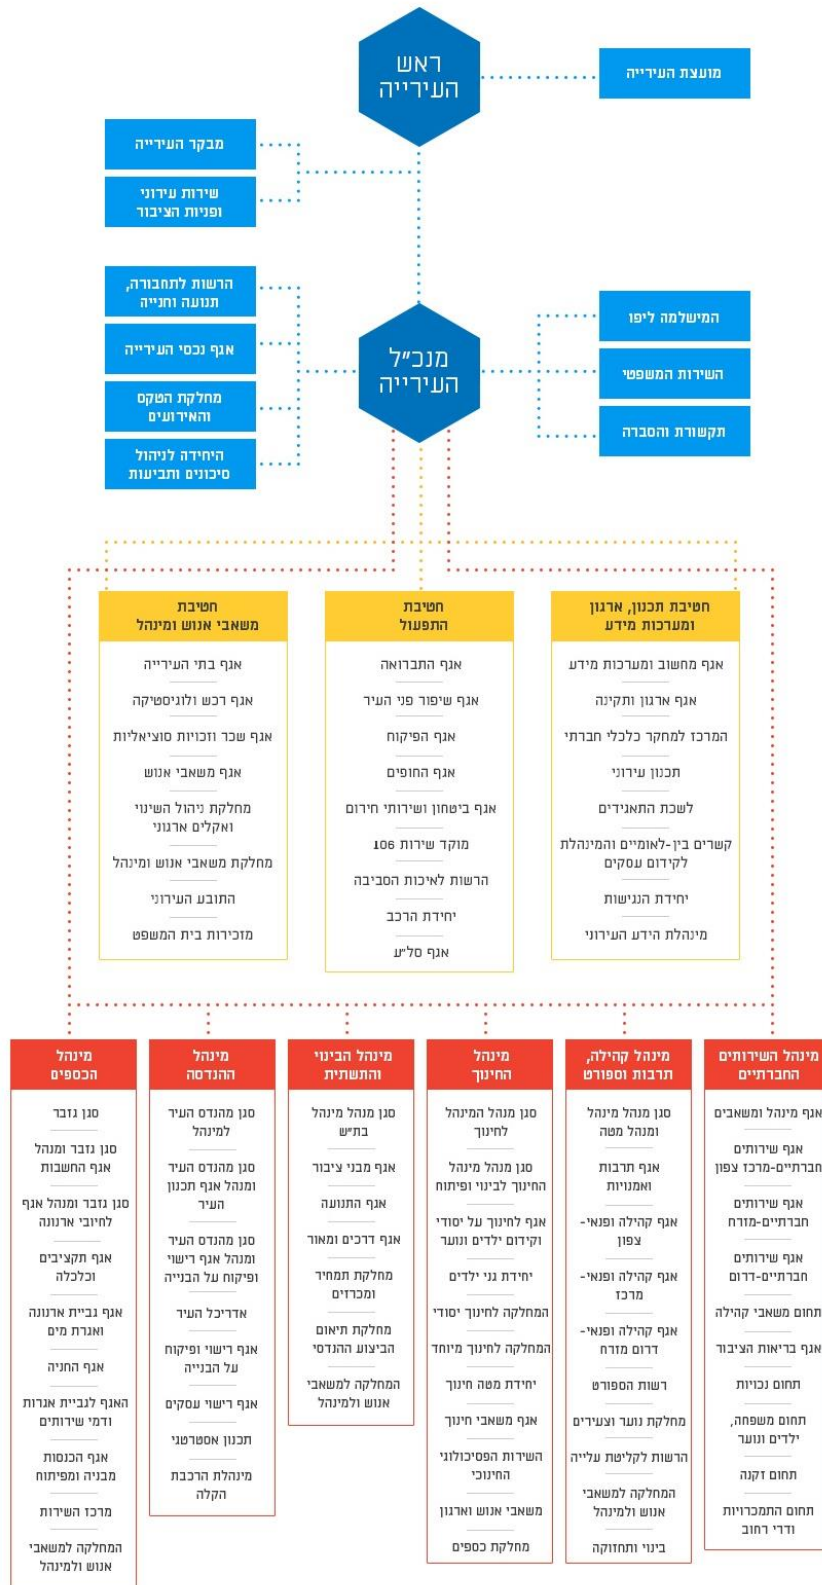 ראש
העירייה
מועצת העירייה
מבקר העירייה
שירות עירוני
ופניות הציבור
מנכ"ל
העירייה
המישלמה ליפו
השירות המשפטי
תקשורת והסברה
הרשות לתחבורה,
תנועה וחנייה
אגף נכסי העירייה
מחלקת הטקס
והאירועים
היחידה לניהול
סיכונים ותביעות
חטיבת תכנון, ארגון
ומערכות מידע
אגף מחשוב ומערכות מידע
אגף ארגון ותקינה
המרכז למחקר כלכלי חברתי
תכנון עירוני
לשכת התאגידים
קשרים בין-לאומיים והמינהלת
לקידום עסקים
יחידת הנגישות
מינהלת הידע העירוני
חטיבת
התפעול
אגף התברואה
אגף שיפור פני העיר
אגף הפיקוח
אגף החופים
אגף ביטחון ושירותי חירום
מוקד שירות 106
הרשות לאיכות הסביבה
יחידת הרכב
אגף סל"ע
חטיבת
משאבי אנוש ומינהל
אגף בתי העירייה
אגף רכש ולוגיסטיקה
אגף שכר וזכויות סוציאליות
אגף משאבי אנוש
מחלקת ניהול השינוי
ואקלים ארגוני
מחלקת משאבי אנוש ומינהל
התובע העירוני
מזכירות בית המשפט
מינהל השירותים
החברתיים
אגף מינהל ומשאבים
אגף שירותים
חברתיים-מרכז צפון
אגף שירותים
חברתיים-מזרח
אגף שירותים
חברתיים-דרום
תחום משאבי קהילה
אגף בריאות הציבור
תחום נכויות
תחום משפחה,
ילדים ונוער
תחום זקנה
תחום התמכרויות
ודרי רחוב
מינהל קהילה,
תרבות וספורט
סגן מנהל מינהל
ומנהל מטה
אגף תרבות
ואמנויות
אגף קהילה ופנאי-
צפון
אגף קהילה ופנאי-
מרכז
אגף קהילה ופנאי-
דרום מזרח
רשות הספורט
מחלקת נוער וצעירים
הרשות לקליטת עלייה
המחלקה למשאבי
אנוש ולמינהל
בינוי ותחזוקה
מינהל
החינוך
סגן מנהל המינהל
לחינוך
סגן מנהל מינהל
החינוך לבינוי ופיתוח
אגף לחינוך על יסודי
וקידום ילדים ונוער
יחידת גני ילדים
המחלקה לחינוך יסודי
המחלקה לחינוך מיוחד
יחידת מטה חינוך
אגף משאבי חינוך
השירות הפסיכולוגי
החינוכי
משאבי אנוש וארגון
מחלקת כספים
מינהל הבינוי
והתשתית
סגן מנהל מינהל
בת"ש
אגף מבני ציבור
אגף התנועה
אגף דרכים ומאור
מחלקת תמחיר
ומכרזים
מחלקת תיאום
הביצוע ההנדסי
המחלקה למשאבי
אנוש ולמינהל
מינהל
ההנדסה
סגן מהנדס העיר
למינהל
סגן מהנדס העיר
ומנהל אגף תכנון
העיר
סגן מהנדס העיר
ומנהל אגף רישוי
ופיקוח על הבנייה
אדריכל העיר
אגף רישוי ופיקוח
על הבנייה
אגף רישוי עסקים
תכנון אסטרטגי
מינהלת הרכבת
הקלה
מינהל
הכספים
סגן גזבר
סגן גזבר ומנהל
אגף החשבות
סגן גזבר ומנהל אגף
לחיובי ארנונה
אגף תקציבים
וכלכלה
אגף גביית ארנונה
ואגרת מים
אגף החניה
האגף לגביית אגרות
ודמי שירותים
אגף הכנסות
מבניה ומפיתוח
מרכז השירות
המחלקה למשאבי
אנוש ולמינהל